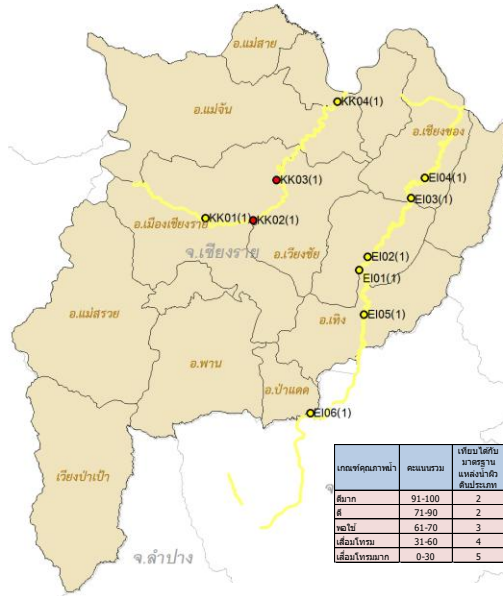 อ.แม่สาย
อ.แม่จัน
KK04(1)
อ.เชียงของ
KK03(1)
EI04(1)
EI03(1)
KK01(1)
KK02(1)
อ.เมืองเชียงราย
จ.เชียงราย
อ.เวียงชัย
EI02(1)
EI01(1)
อ.แม่สรวย
EI05(1)
อ.เทิง
อ.พาน
อ.ป่าแดด
EI06(1)
เวียงป่าเป้า
จ.ลำปาง
เกณฑ์คุณภาพน้ำ คะแนนรวม เทียบได้กับ
มาตรฐาน
แหล่งน้ำผิว
ดินประเภท
ดีมาก 91-100 2
ดี 71-90 2
พอใช้ 61-70 3
เสื่อมโทรม 31-60 4
เสื่อมโทรมมาก 0-30 5